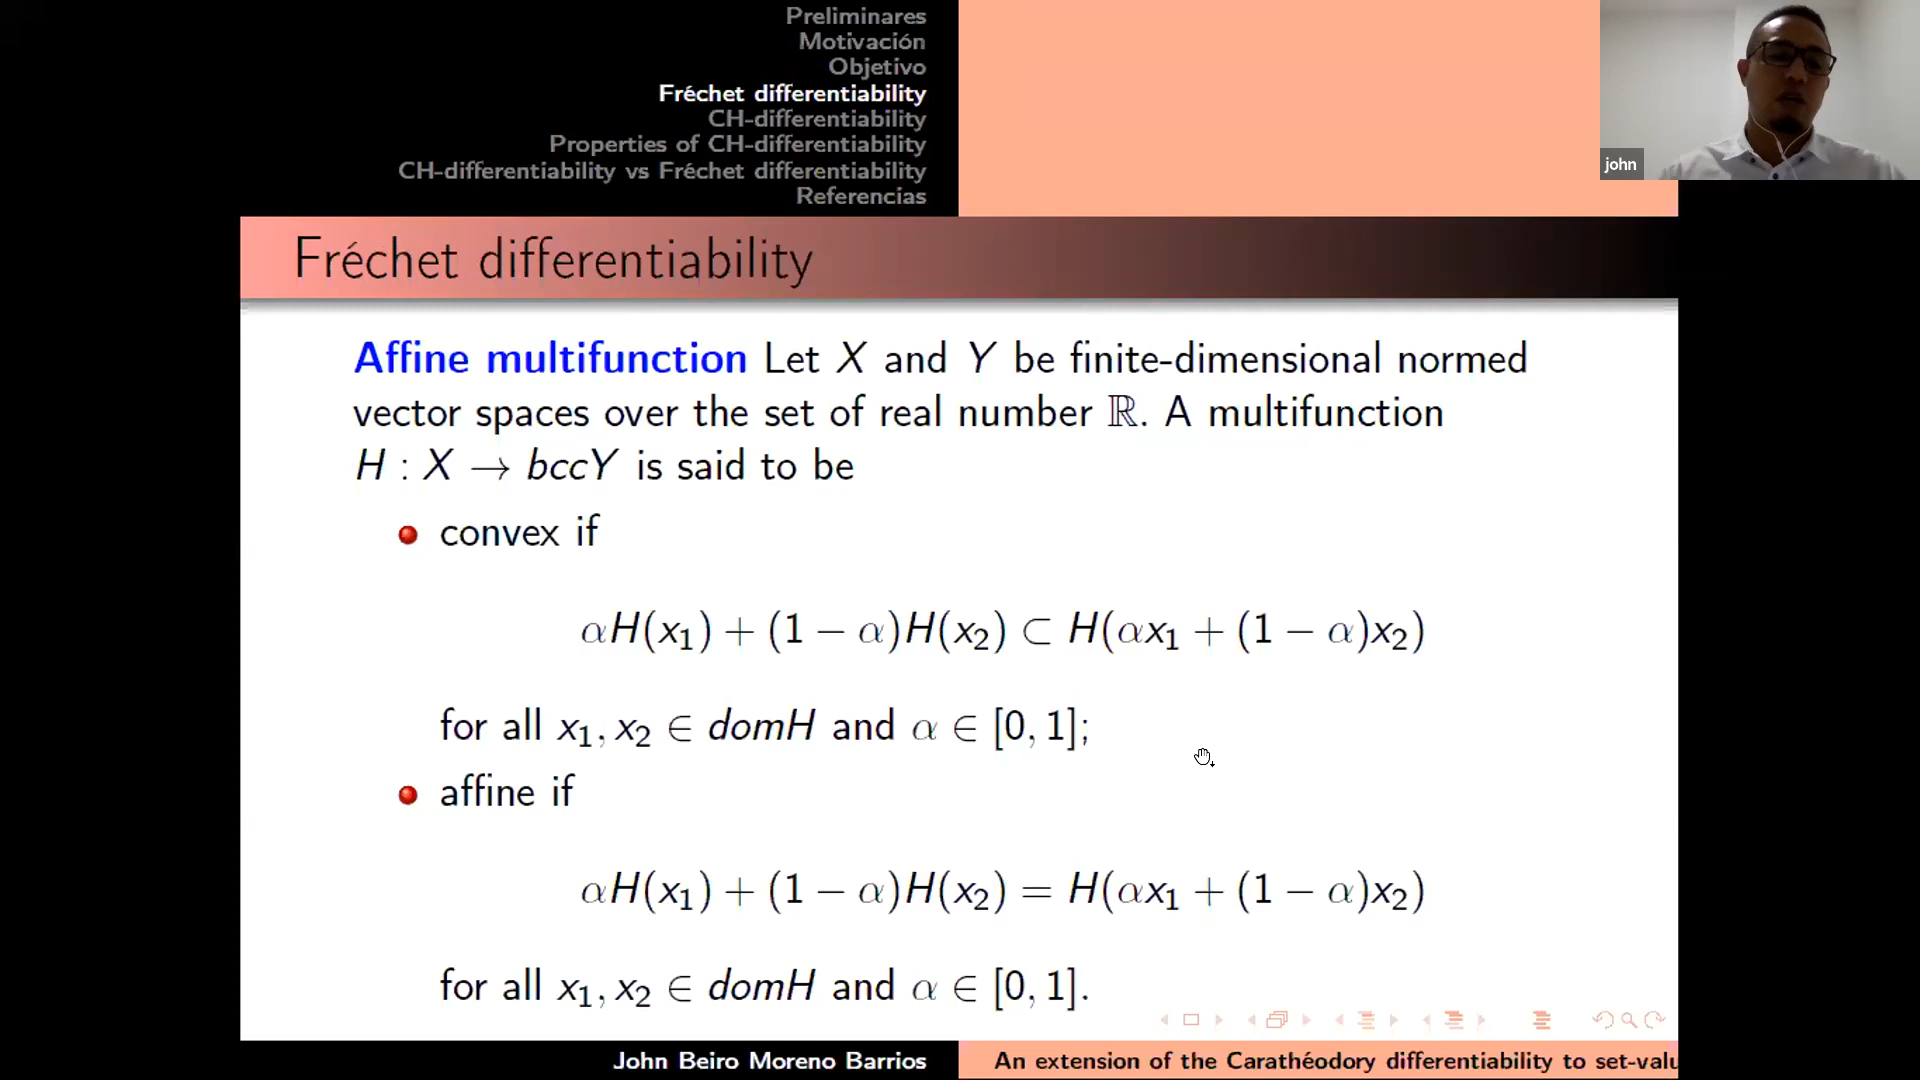 Preliminares
Motivación
Objetivo
Fréchet differentiability
CH-differentiability
Properties of CH-differentiability
CH-differentiability vs Fréchet differentiability
Referencias
john
Fréchet differentiability
Affine multifunction Let X and Y be finite-dimensional normed
vector spaces over the set of real number ℝ. A multifunction
H : X → bccY is said to be
convex if
αH(x₁) + (1 − α)H(x₂) ⊂ H(αx₁ + (1 − α)x₂)
for all x₁, x₂ ∈ domH and α ∈ [0, 1];
affine if
αH(x₁) + (1 − α)H(x₂) = H(αx₁ + (1 − α)x₂)
for all x₁, x₂ ∈ domH and α ∈ [0, 1].
John Beiro Moreno Barrios
An extension of the Carathéodory differentiability to set-valu